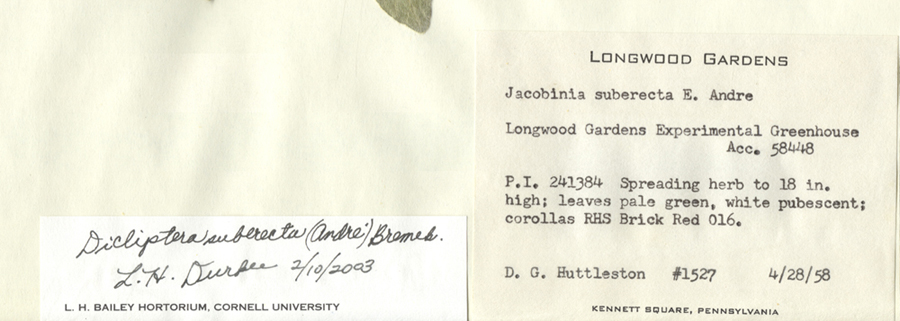 LONGWOOD GARDENS
Jacobinia suberecta E. Andre
Longwood Gardens Experimental Greenhouse
Acc. 58448
P.I. 241384 Spreading herb to 18 in.
high; leaves pale green, white pubescent;
corollas RHS Brick Red 016.
D. G. Huttleston #1527 4/28/58
KENNETT SQUARE, PENNSYLVANIA
Dicliptera suberecta (André) Bremek.
L. H. Durkee 2/10/2003
L. H. BAILEY HORTORIUM, CORNELL UNIVERSITY